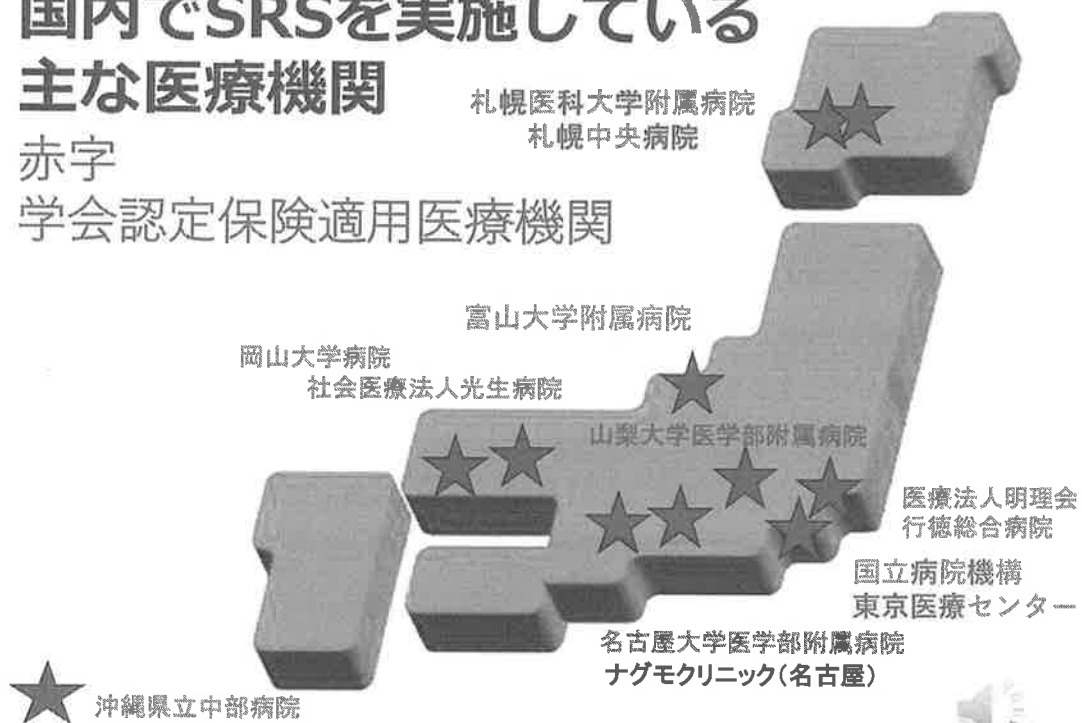 国内でSRSを実施している
主な医療機関
赤字
学会認定保険適用医療機関
札幌医科大学附属病院
札幌中央病院
富山大学附属病院
岡山大学病院
社会医療法人光生病院
山梨大学医学部附属病院
医療法人明理会
行徳総合病院
国立病院機構
東京医療センター
名古屋大学医学部附属病院
ナグモクリニック(名古屋)
沖縄県立中部病院